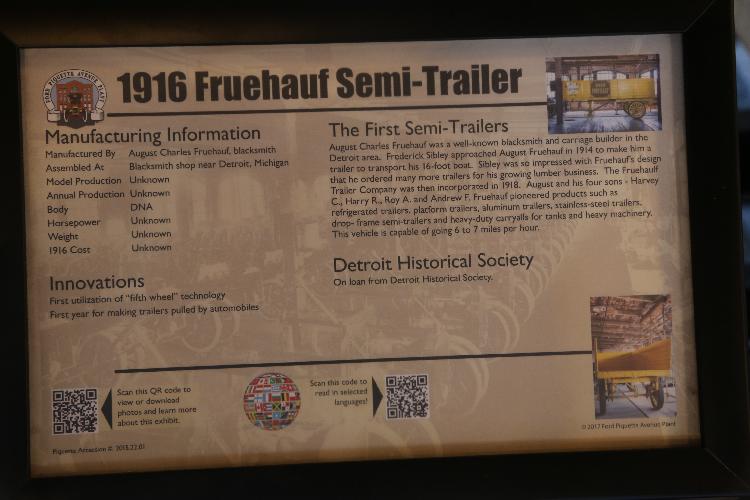 FORD PIQUETTE AVENUE PLANT
1916 Fruehauf Semi-Trailer
Manufacturing Information
Manufactured By August Charles Fruehauf, blacksmith
Assembled At Blacksmith shop near Detroit, Michigan
Model Production Unknown
Annual Production Unknown
Body DNA
Horsepower Unknown
Weight Unknown
1916 Cost Unknown
Innovations
First utilization of "fifth wheel" technology
First year for making trailers pulled by automobiles
The First Semi-Trailers
August Charles Fruehauf was a well-known blacksmith and carriage builder in the
Detroit area. Frederick Sibley approached August Fruehauf in 1914 to make him a
trailer to transport his 16-foot boat. Sibley was so impressed with Fruehauf's design
that he ordered many more trailers for his growing lumber business. The Fruehauf
Trailer Company was then incorporated in 1918. August and his four sons - Harvey
C., Harry R., Roy A. and Andrew F. Fruehauf pioneered products such as
refrigerated trailers, platform trailers, aluminum trailers, stainless-steel trailers,
drop- frame semi-trailers and heavy-duty carryalls for tanks and heavy machinery.
This vehicle is capable of going 6 to 7 miles per hour.
Detroit Historical Society
On loan from Detroit Historical Society.
Scan this QR code to
view or download
photos and learn more
about this exhibit.
Scan this code to
read in selected
languages!
Piquette Accession #: 2015.22.01
© 2017 Ford Piquette Avenue Plant